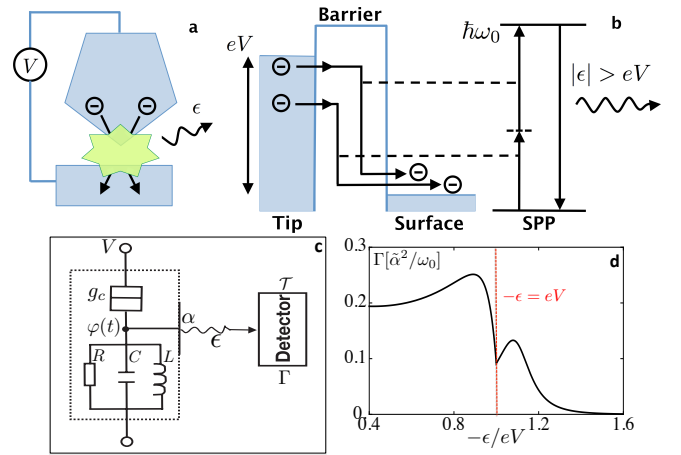 a
V
ϵ
Barrier
b
eV
ℏω₀
|ϵ| > eV
Tip
Surface
SPP
c
V
g_c
φ(t)
α
ϵ
R
C
L
𝒯
Detector
Γ
d
Γ[α̃²/ω₀]
−ϵ = eV
0.3
0.2
0.1
0
0.4
0.8
1.2
1.6
−ϵ/eV